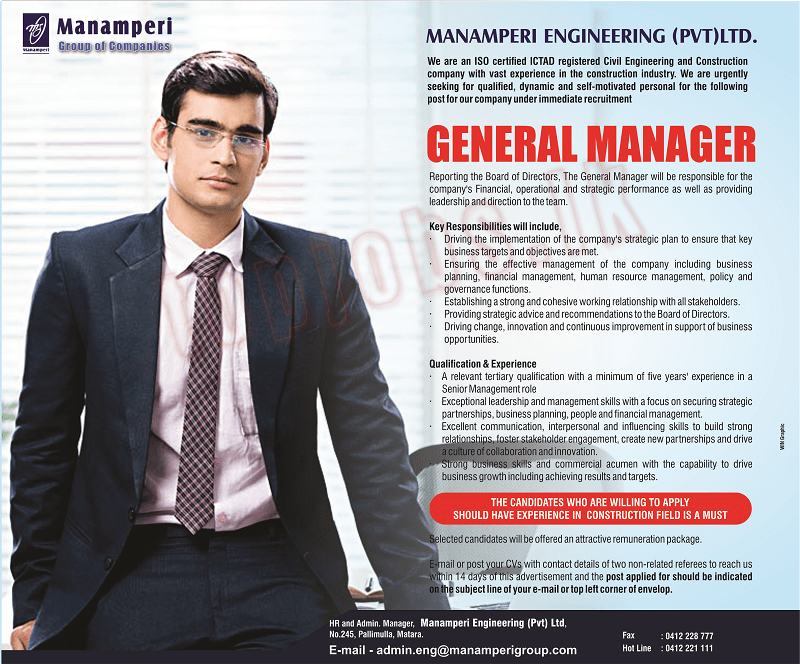 Manamperi
Group of Companies
Manamperi
MANAMPERI ENGINEERING (PVT)LTD.
We are an ISO certified ICTAD registered Civil Engineering and Construction
company with vast experience in the construction industry. We are urgently
seeking for qualified, dynamic and self-motivated personal for the following
post for our company under immediate recruitment
GENERAL MANAGER
Reporting the Board of Directors, The General Manager will be responsible for the
company's Financial, operational and strategic performance as well as providing
leadership and direction to the team.
Key Responsibilities will include,
· Driving the implementation of the company's strategic plan to ensure that key
business targets and objectives are met.
· Ensuring the effective management of the company including business
planning, financial management, human resource management, policy and
governance functions.
· Establishing a strong and cohesive working relationship with all stakeholders.
· Providing strategic advice and recommendations to the Board of Directors.
· Driving change, innovation and continuous improvement in support of business
opportunities.
Qualification & Experience
· A relevant tertiary qualification with a minimum of five years' experience in a
Senior Management role
· Exceptional leadership and management skills with a focus on securing strategic
partnerships, business planning, people and financial management.
· Excellent communication, interpersonal and influencing skills to build strong
relationships, foster stakeholder engagement, create new partnerships and drive
a culture of collaboration and innovation.
· Strong business skills and commercial acumen with the capability to drive
business growth including achieving results and targets.
THE CANDIDATES WHO ARE WILLING TO APPLY
SHOULD HAVE EXPERIENCE IN CONSTRUCTION FIELD IS A MUST
Selected candidates will be offered an attractive remuneration package.
E-mail or post your CVs with contact details of two non-related referees to reach us
within 14 days of this advertisement and the post applied for should be indicated
on the subject line of your e-mail or top left corner of envelop.
WIN Graphic
HR and Admin. Manager, Manamperi Engineering (Pvt) Ltd,
No.245, Pallimulla, Matara.
E-mail - admin.eng@manamperigroup.com
Fax : 0412 228 777
Hot Line : 0412 221 111